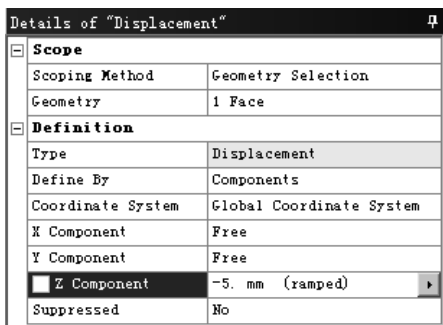 Details of "Displacement"
Scope
Scoping Method Geometry Selection
Geometry 1 Face
Definition
Type Displacement
Define By Components
Coordinate System Global Coordinate System
X Component Free
Y Component Free
Z Component -5. mm (ramped)
Suppressed No